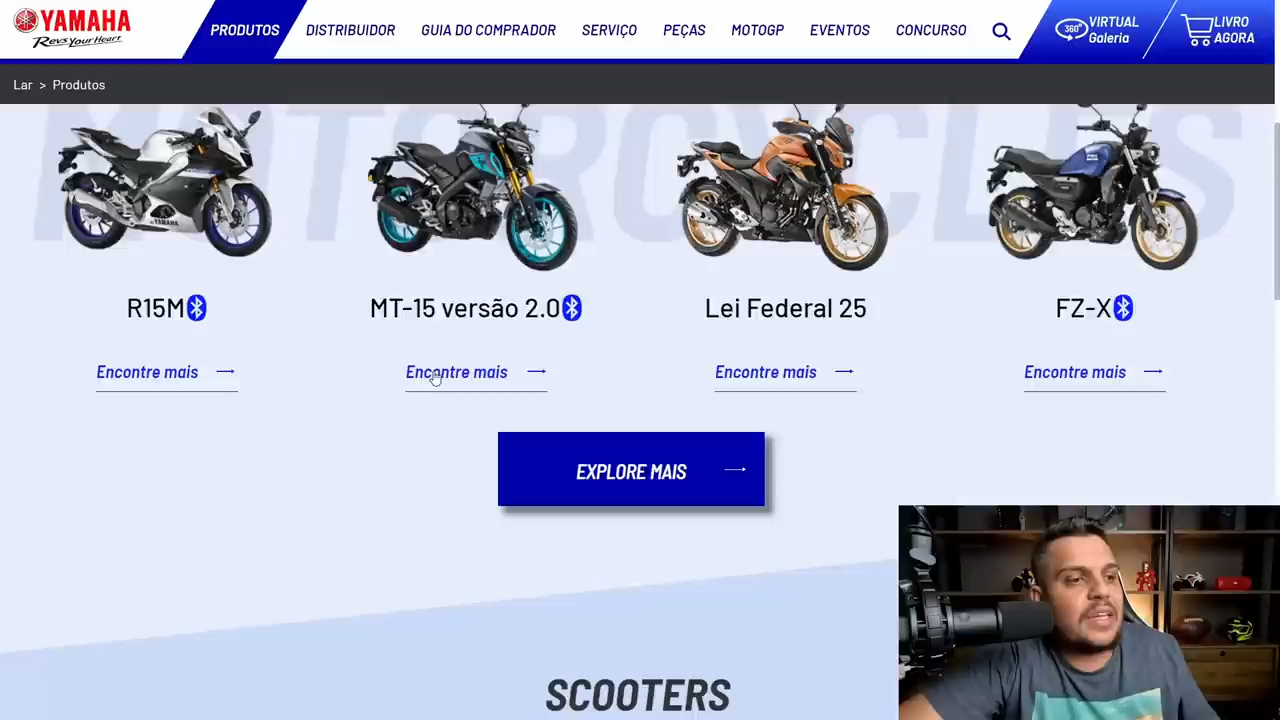 YAMAHA
Revs Your Heart
PRODUTOS
DISTRIBUIDOR
GUIA DO COMPRADOR
SERVIÇO
PEÇAS
MOTOGP
EVENTOS
CONCURSO
360°
VIRTUAL
Galeria
LIVRO
AGORA
Lar > Produtos
MOTORCYCLES
R15M
MT-15 versão 2.0
Lei Federal 25
FZ-X
Encontre mais
Encontre mais
Encontre mais
Encontre mais
EXPLORE MAIS
SCOOTERS